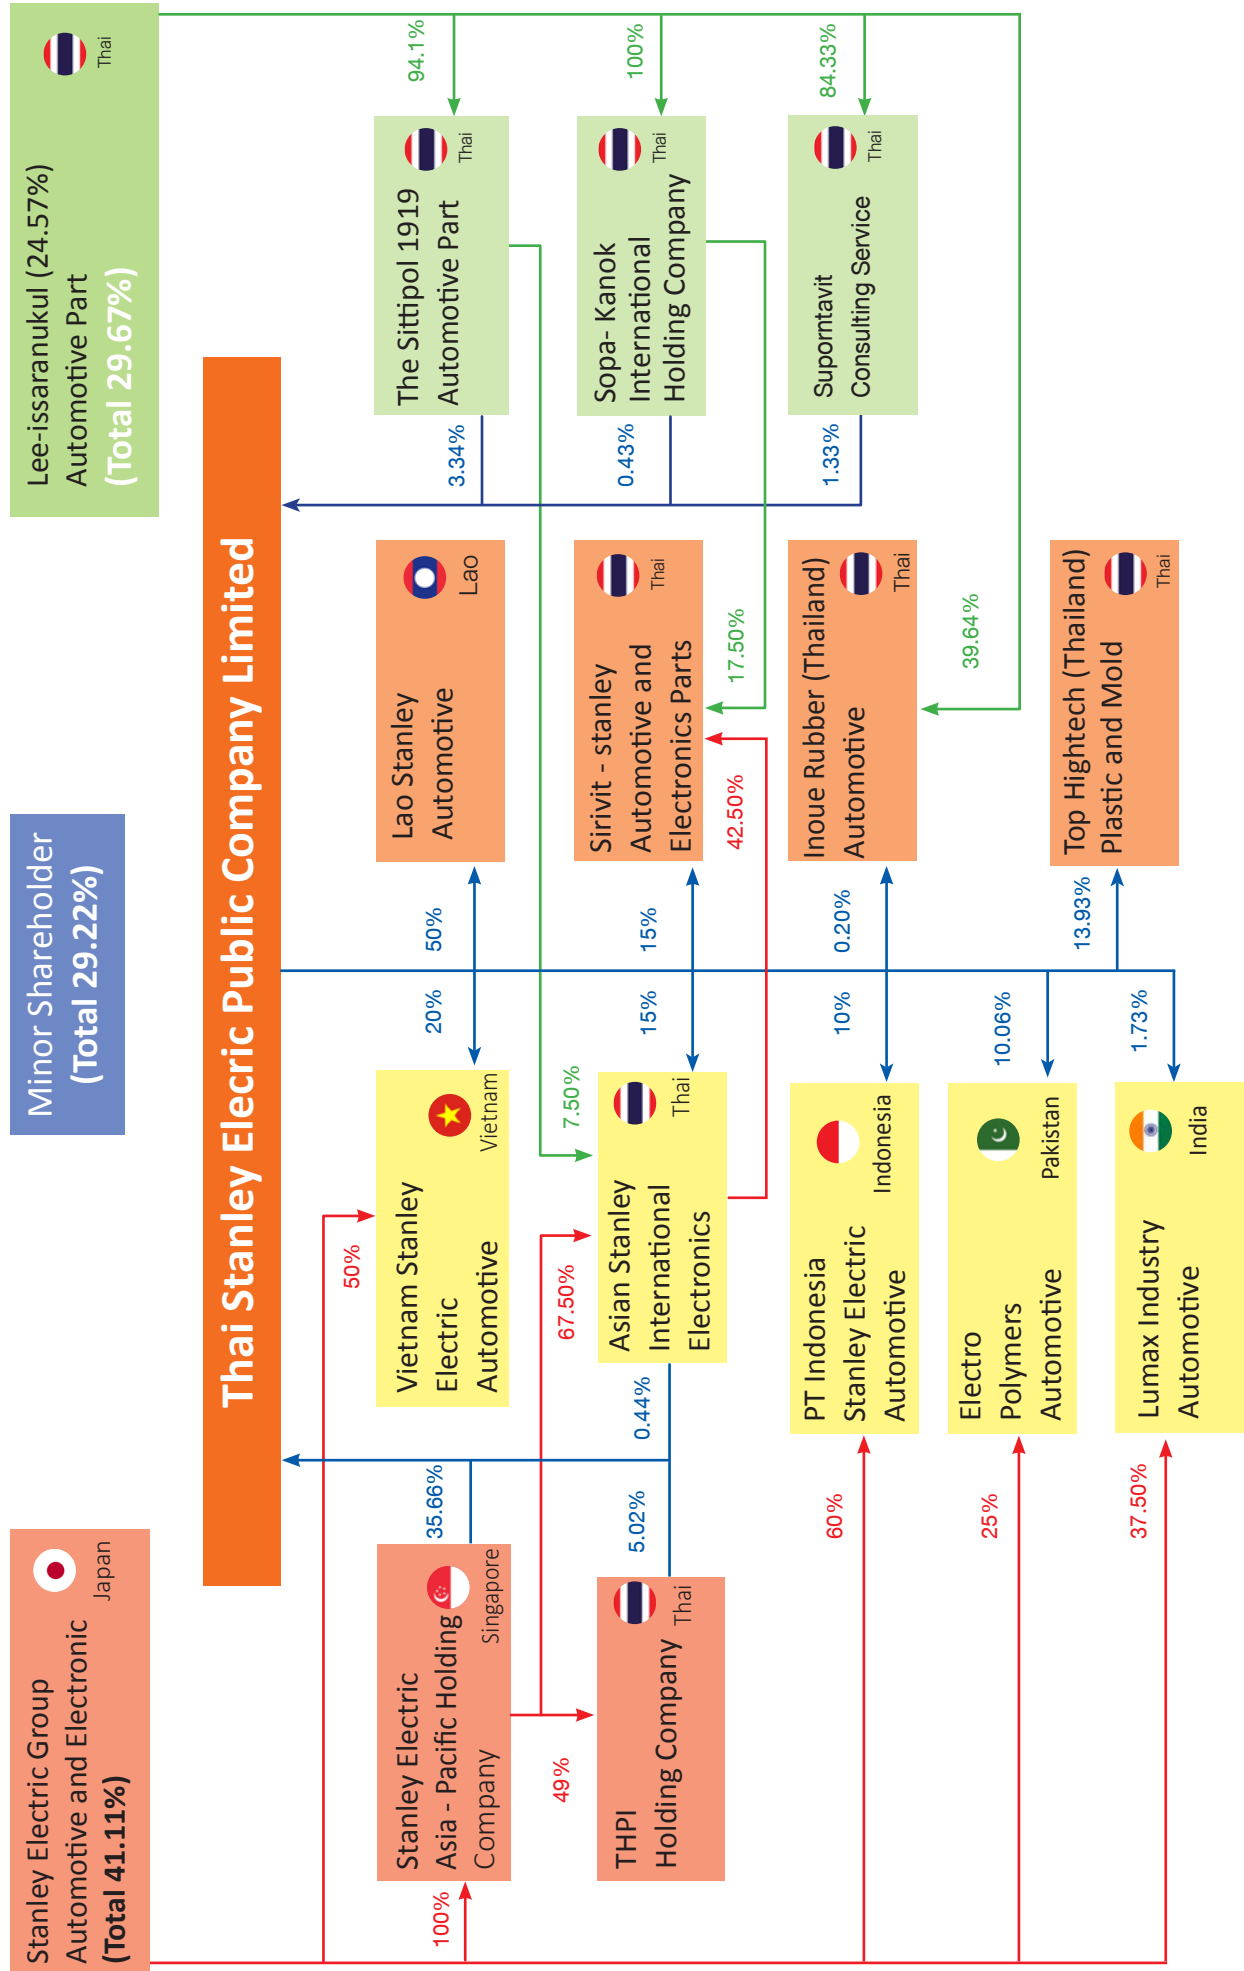 Stanley Electric Group
Automotive and Electronic
(Total 41.11%)
Japan
Minor Shareholder
(Total 29.22%)
Lee-issaranukul (24.57%)
Automotive Part
(Total 29.67%)
Thai
Thai Stanley Elecric Public Company Limited
100%
50%
35.66%
20%
50%
3.34%
94.1%
Stanley Electric
Asia - Pacific Holding
Company
Singapore
Vietnam Stanley
Electric
Automotive
Vietnam
Lao Stanley
Automotive
Lao
The Sittipol 1919
Automotive Part
Thai
49%
67.50%
7.50%
5.02%
0.44%
15%
15%
0.43%
100%
THPI
Holding Company
Thai
Asian Stanley
International
Electronics
Thai
Sirivit - stanley
Automotive and
Electronics Parts
Thai
Sopa- Kanok
International
Holding Company
Thai
42.50%
17.50%
60%
10%
0.20%
1.33%
84.33%
PT Indonesia
Stanley Electric
Automotive
Indonesia
Inoue Rubber (Thailand)
Automotive
Thai
Suporntavit
Consulting Service
Thai
25%
10.06%
39.64%
Electro
Polymers
Automotive
Pakistan
37.50%
1.73%
13.93%
Lumax Industry
Automotive
India
Top Hightech (Thailand)
Plastic and Mold
Thai